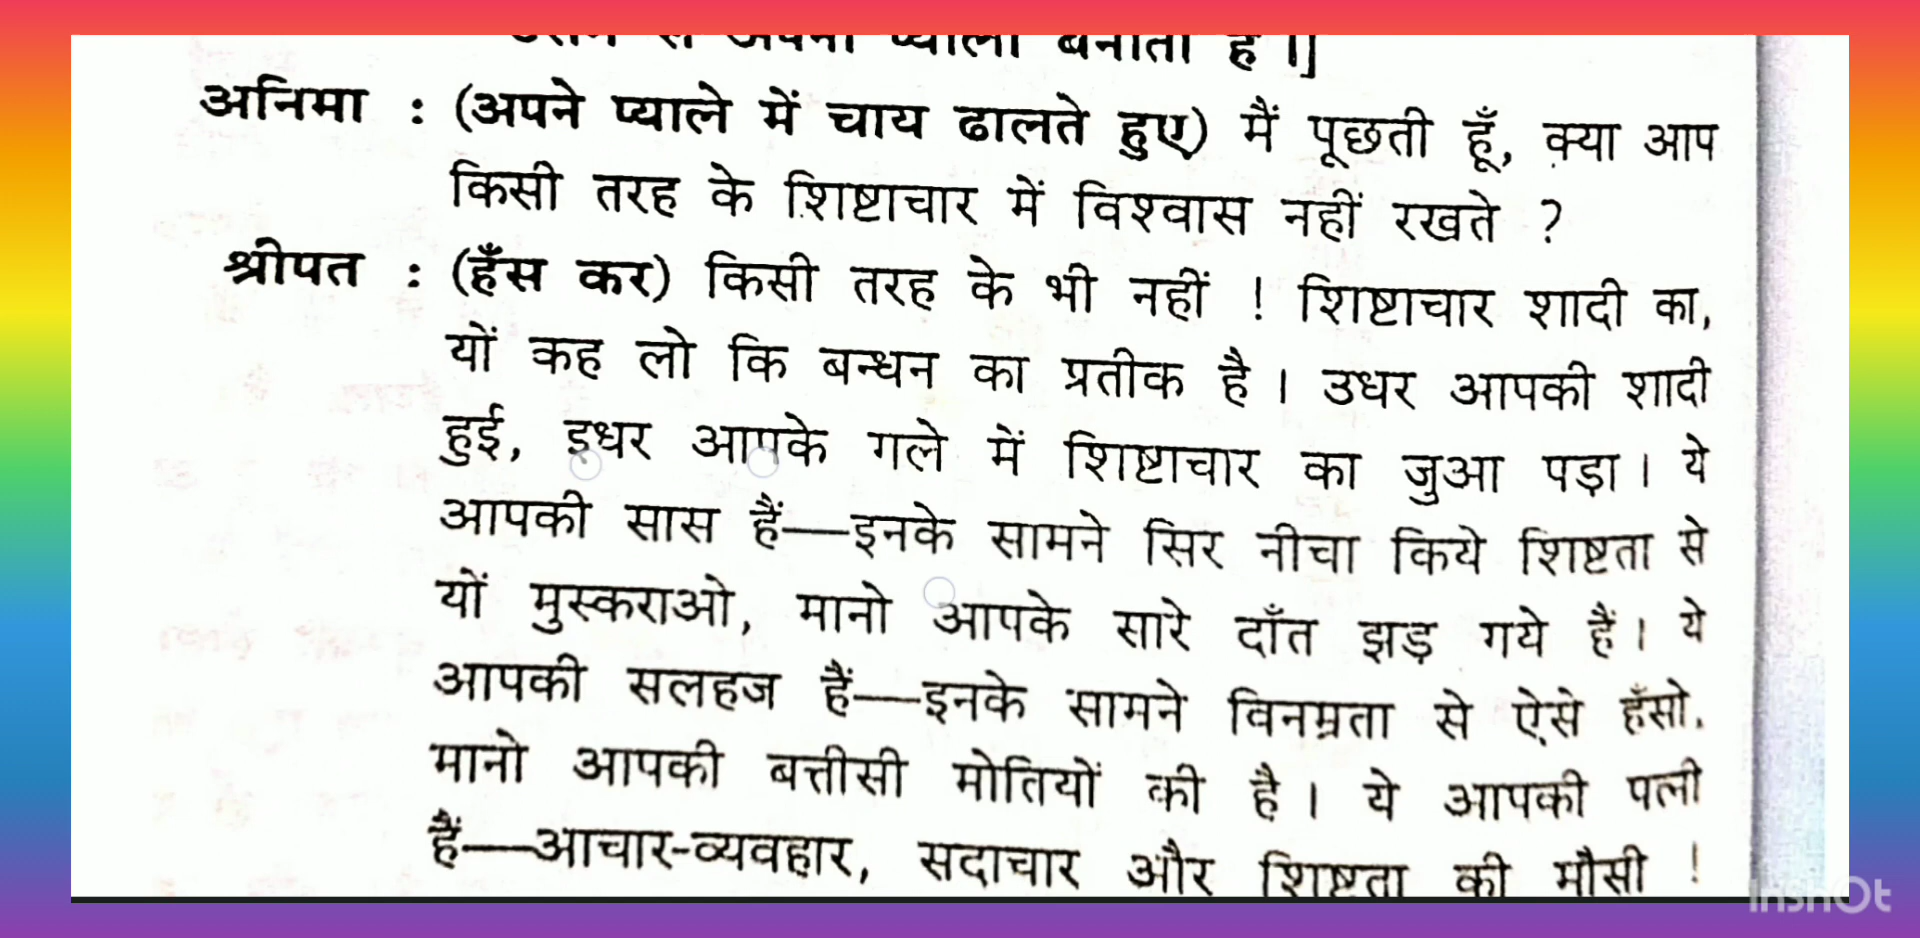 प्याला बनाता है ।]
अनिमा : (अपने प्याले में चाय ढालते हुए) मैं पूछती हूँ, क्या आप
किसी तरह के शिष्टाचार में विश्वास नहीं रखते ?
श्रीपत : (हँस कर) किसी तरह के भी नहीं ! शिष्टाचार शादी का,
यों कह लो कि बन्धन का प्रतीक है । उधर आपकी शादी
हुई, इधर आपके गले में शिष्टाचार का जुआ पड़ा । ये
आपकी सास हैं—इनके सामने सिर नीचा किये शिष्टता से
यों मुस्कराओ, मानो आपके सारे दाँत झड़ गये हैं । ये
आपकी सलहज हैं—इनके सामने विनम्रता से ऐसे हँसो,
मानो आपकी बत्तीसी मोतियों की है । ये आपकी पत्नी
हैं—आचार-व्यवहार, सदाचार और शिष्टता की मौसी !
InShOt